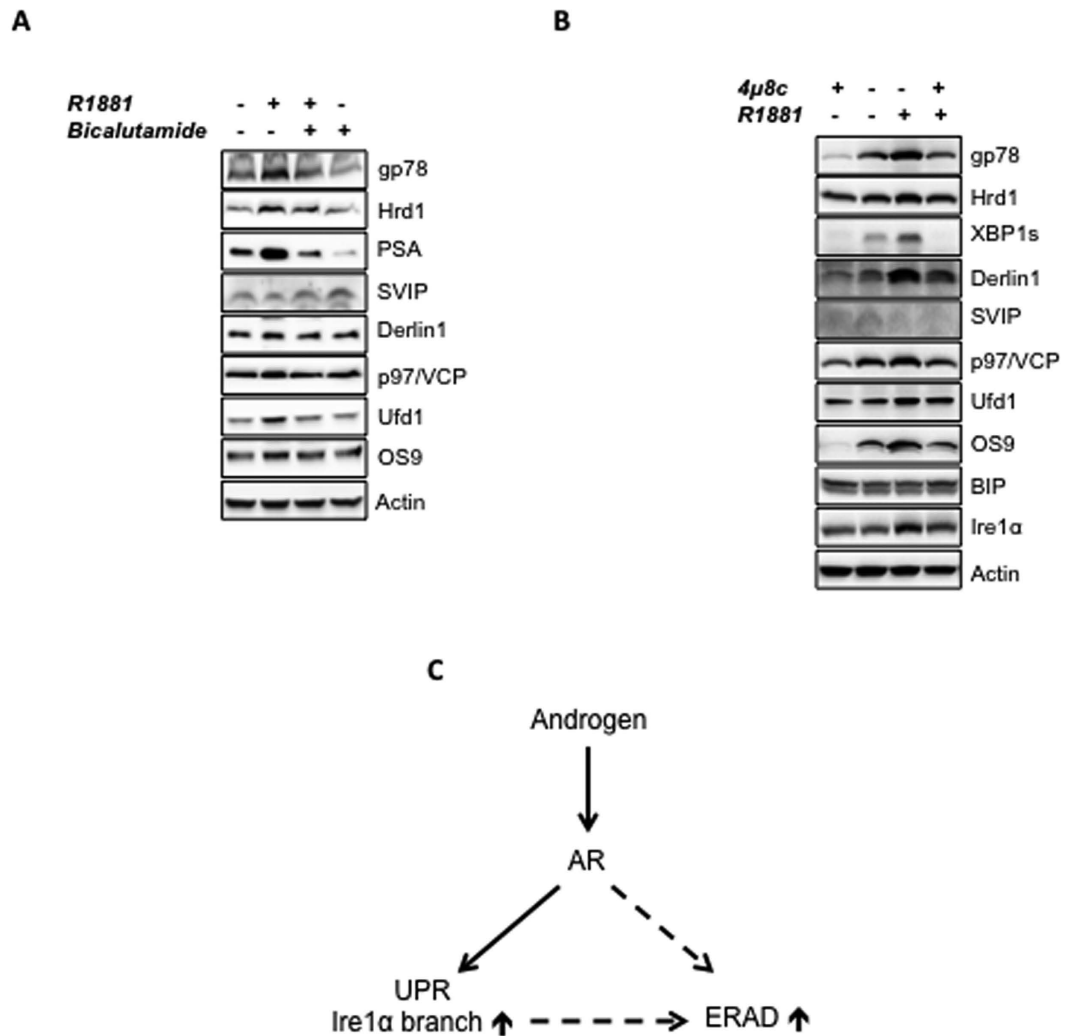 A
R1881 - + + -
Bicalutamide - - + +
gp78
Hrd1
PSA
SVIP
Derlin1
p97/VCP
Ufd1
OS9
Actin
B
4µ8c + - - +
R1881 - - + +
gp78
Hrd1
XBP1s
Derlin1
SVIP
p97/VCP
Ufd1
OS9
BIP
Ire1α
Actin
C
Androgen
AR
UPR
Ire1α branch
ERAD